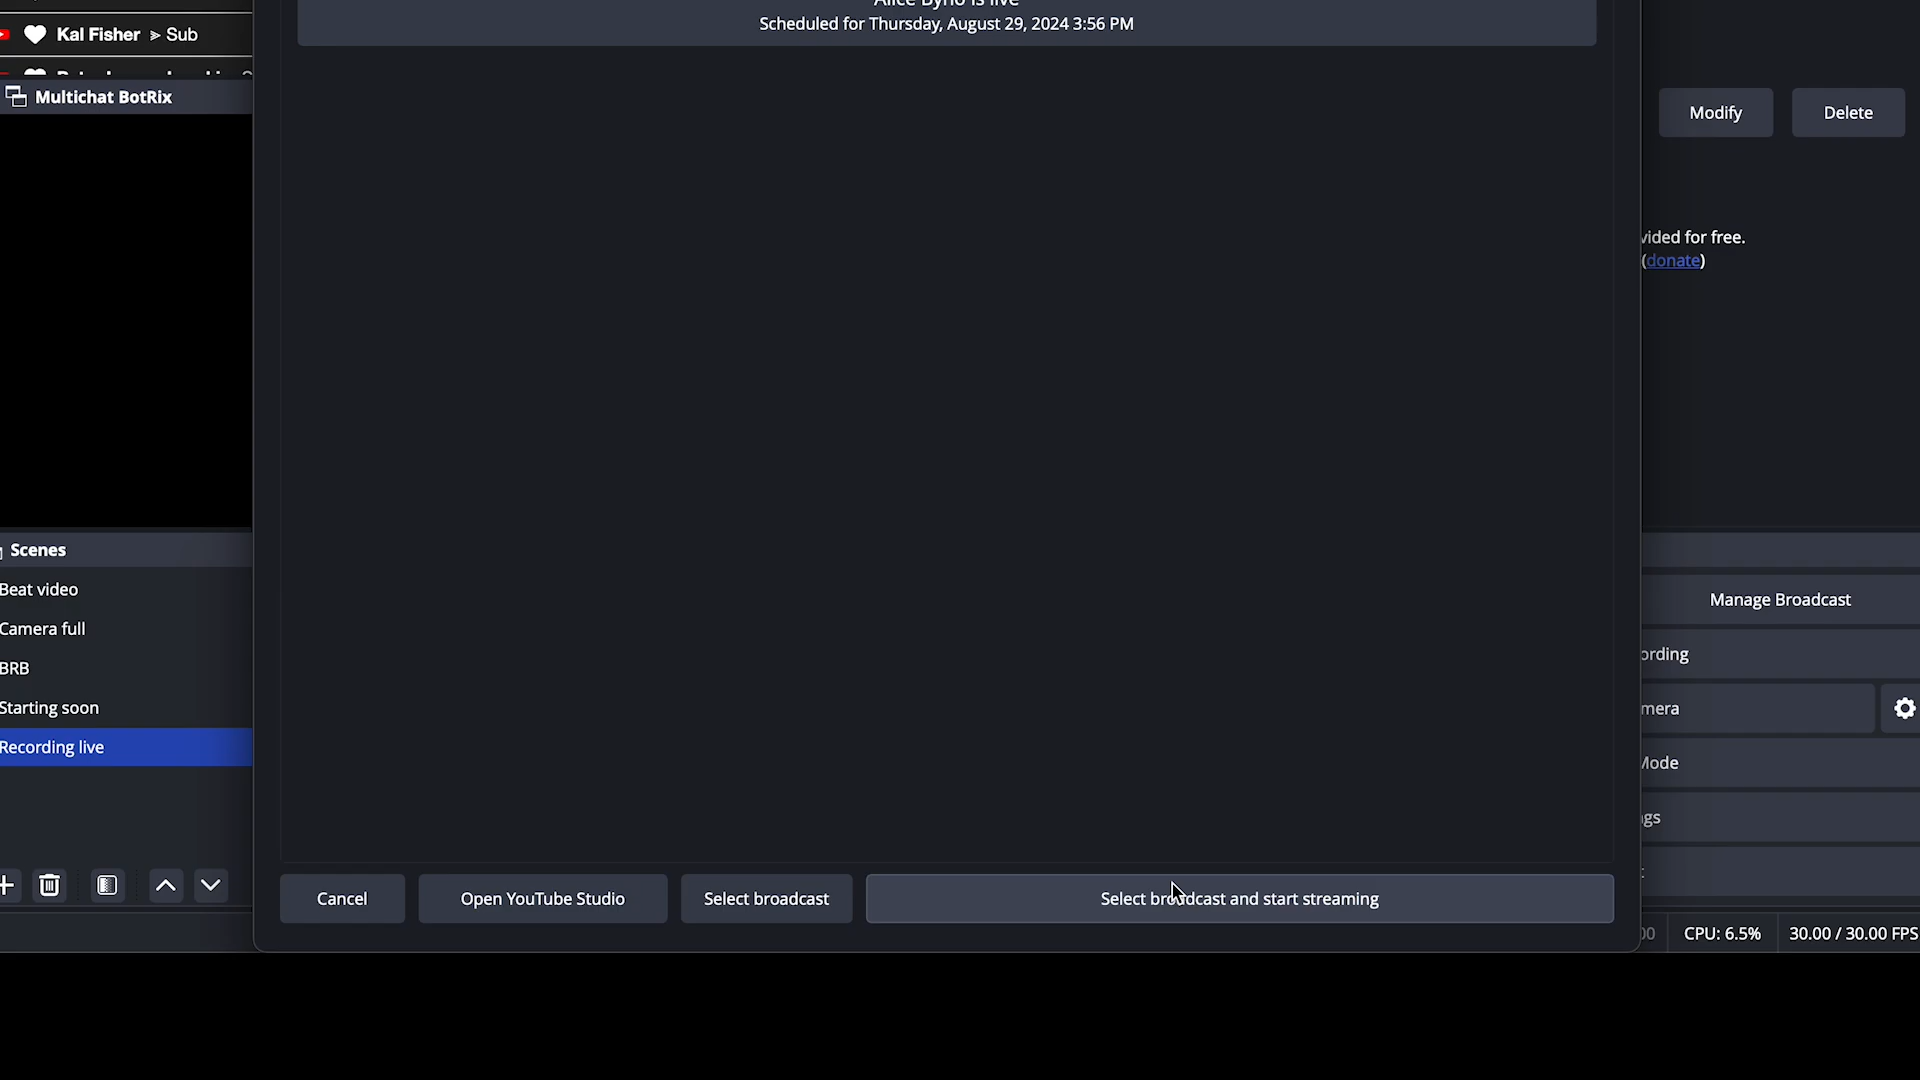 is live
Scheduled for Thursday, August 29, 2024 3:56 PM
Kal Fisher ➢ Sub
Multichat BotRix
Modify
Delete
vided for free.
(donate)
Scenes
Beat video
Camera full
BRB
Starting soon
Recording live
Manage Broadcast
ording
mera
Mode
gs
Cancel
Open YouTube Studio
Select broadcast
Select broadcast and start streaming
CPU: 6.5%
30.00 / 30.00 FPS